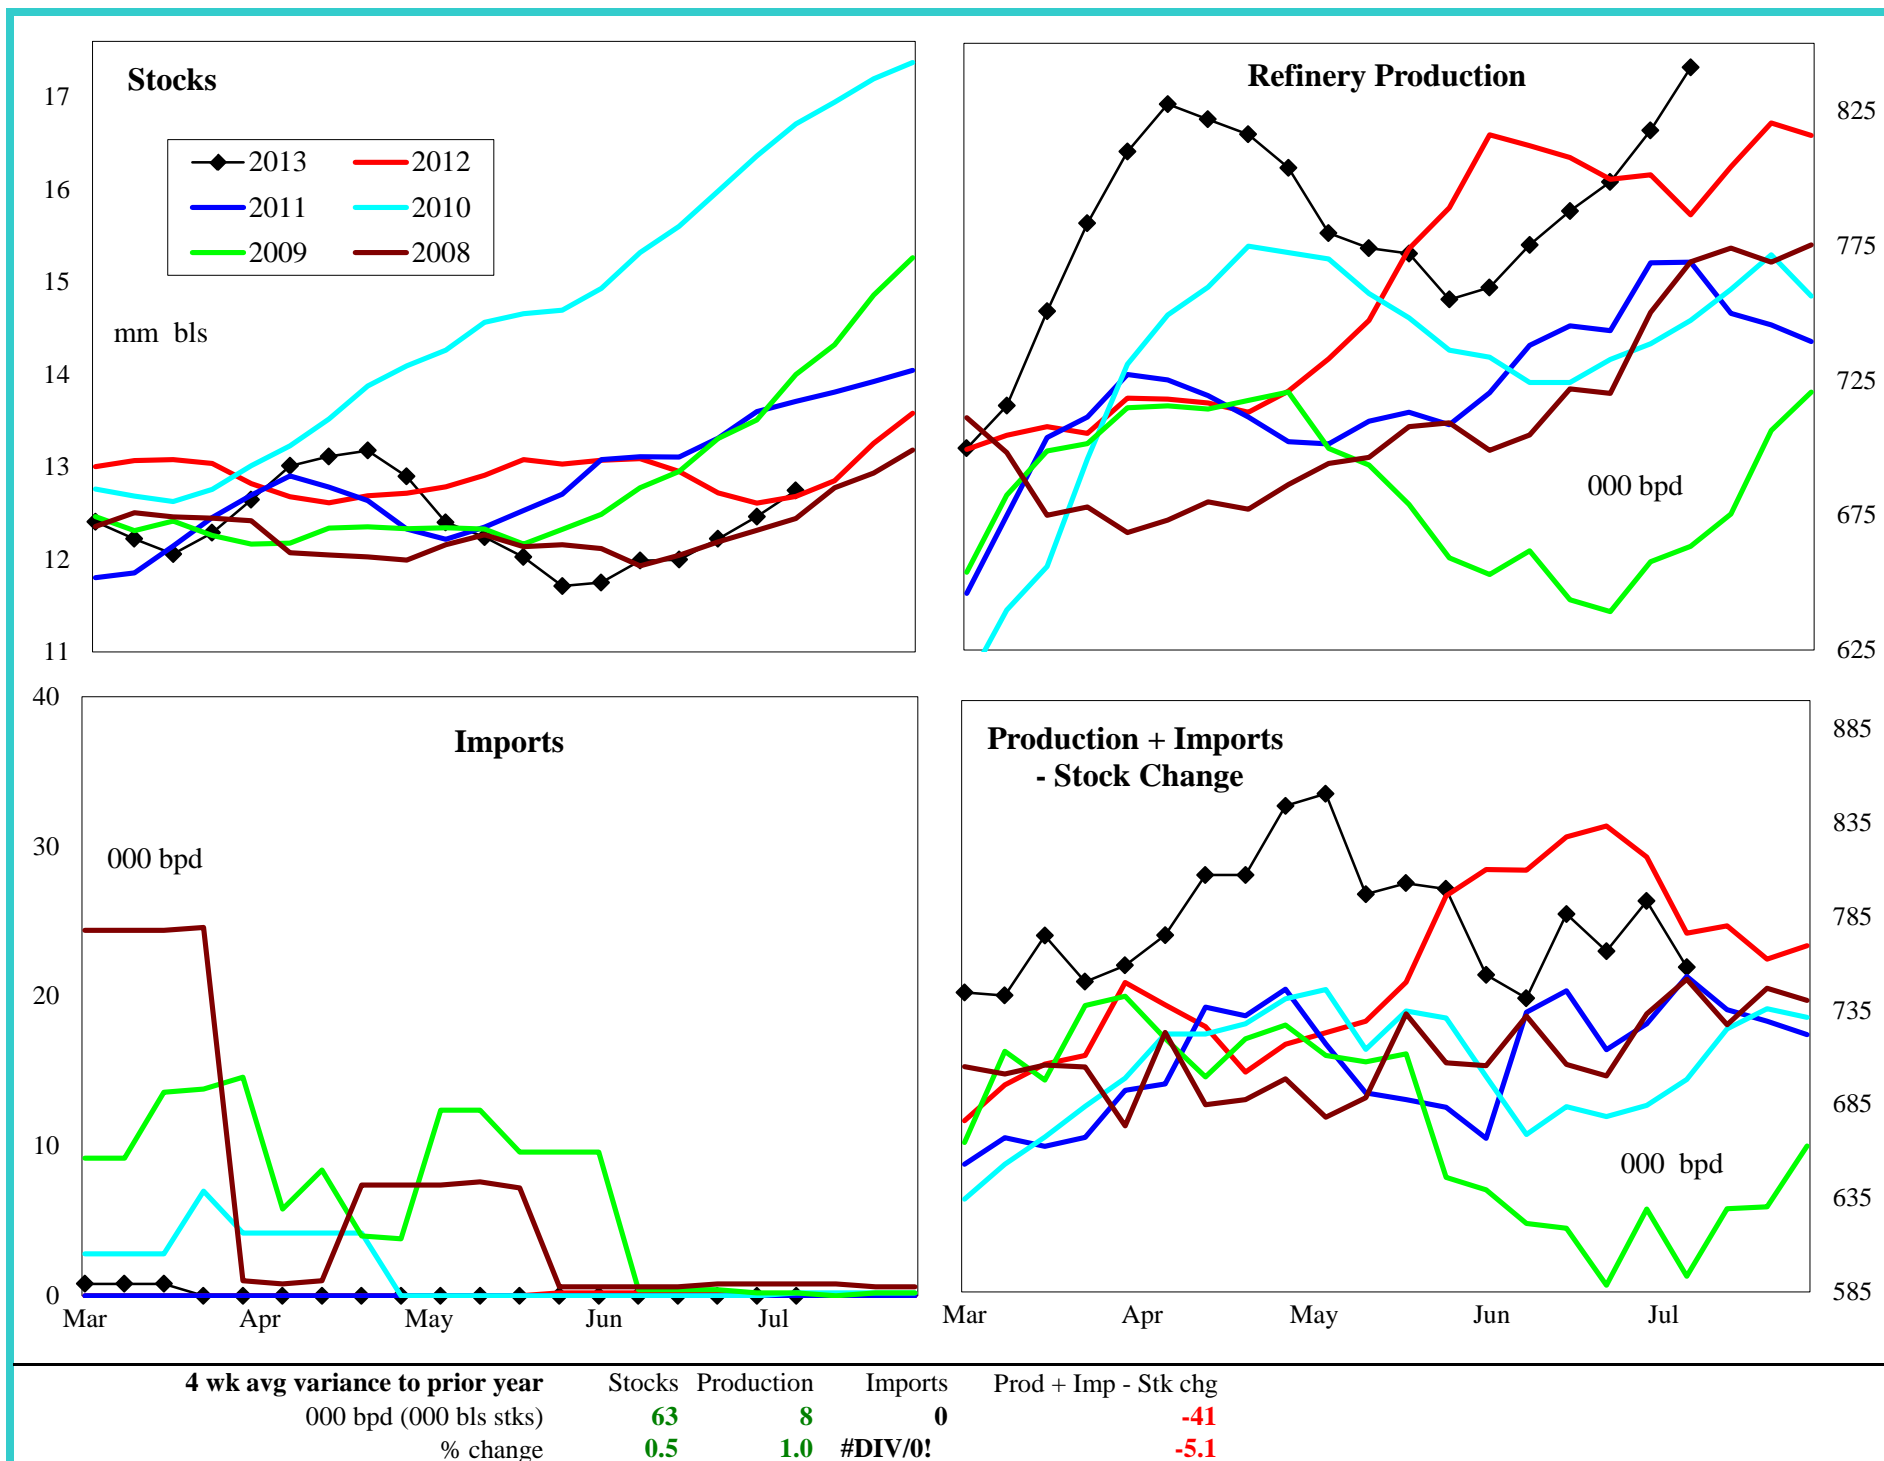 Stocks
17
16
15
14
13
12
11
2013 2012
2011 2010
2009 2008
mm bls
Refinery Production
825
775
725
675
625
000 bpd
Imports
40
30
20
10
0
000 bpd
Mar Apr May Jun Jul
Production + Imports
- Stock Change
885
835
785
735
685
635
585
000 bpd
Mar Apr May Jun Jul
4 wk avg variance to prior year Stocks Production Imports Prod + Imp - Stk chg
000 bpd (000 bls stks) 63 8 0 -41
% change 0.5 1.0 #DIV/0! -5.1